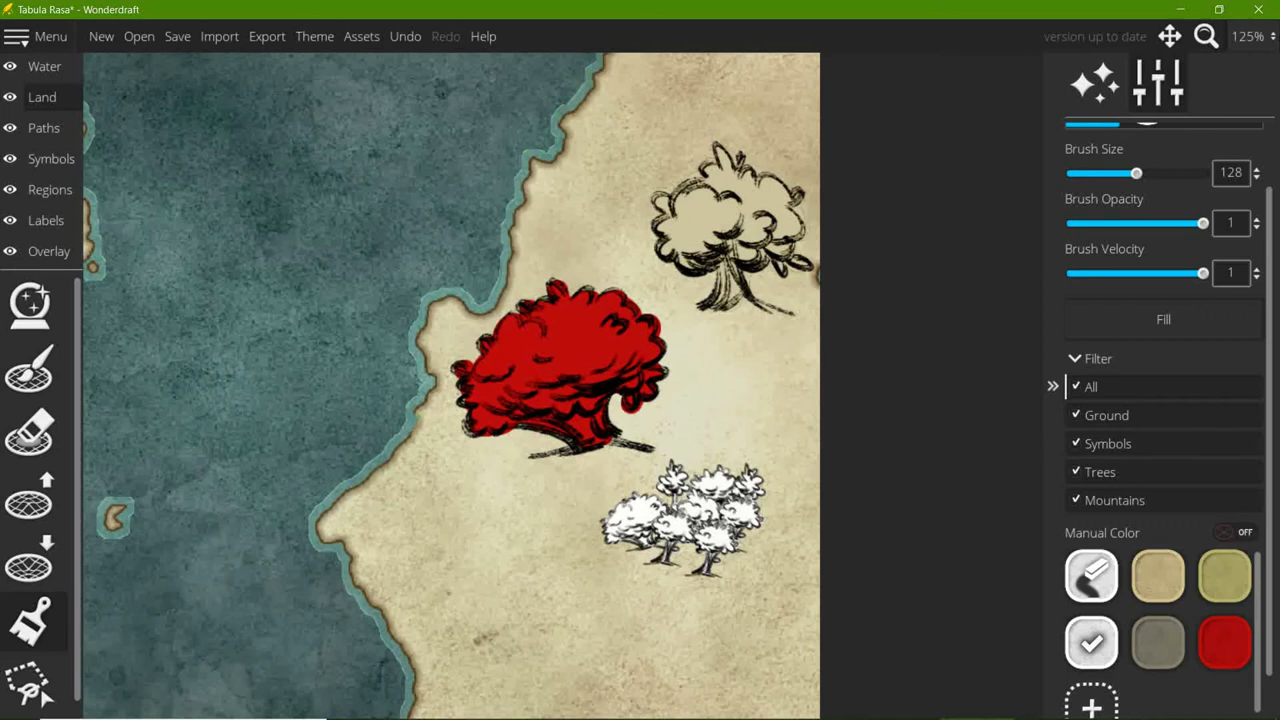 Tabula Rasa* - Wonderdraft
Menu New Open Save Import Export Theme Assets Undo Redo Help version up to date 125%
Water
Land
Paths
Symbols
Regions
Labels
Overlay
Brush Size
128
Brush Opacity
1
Brush Velocity
1
Fill
Filter
All
Ground
Symbols
Trees
Mountains
Manual Color OFF